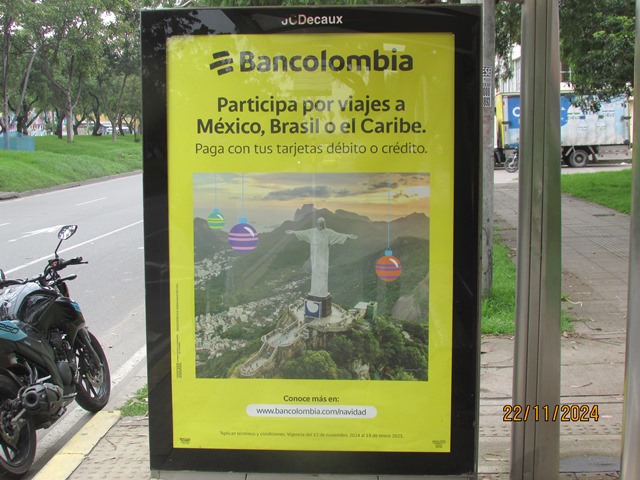 JCDecaux
Bancolombia
Participa por viajes a
México, Brasil o el Caribe.
Paga con tus tarjetas débito o crédito.
Conoce más en:
www.bancolombia.com/navidad
22/11/2024